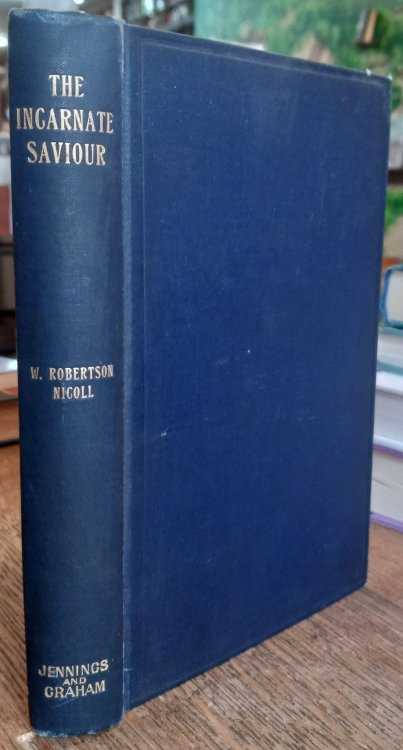 THE
INCARNATE
SAVIOUR
W. ROBERTSON
NICOLL
JENNINGS
AND
GRAHAM